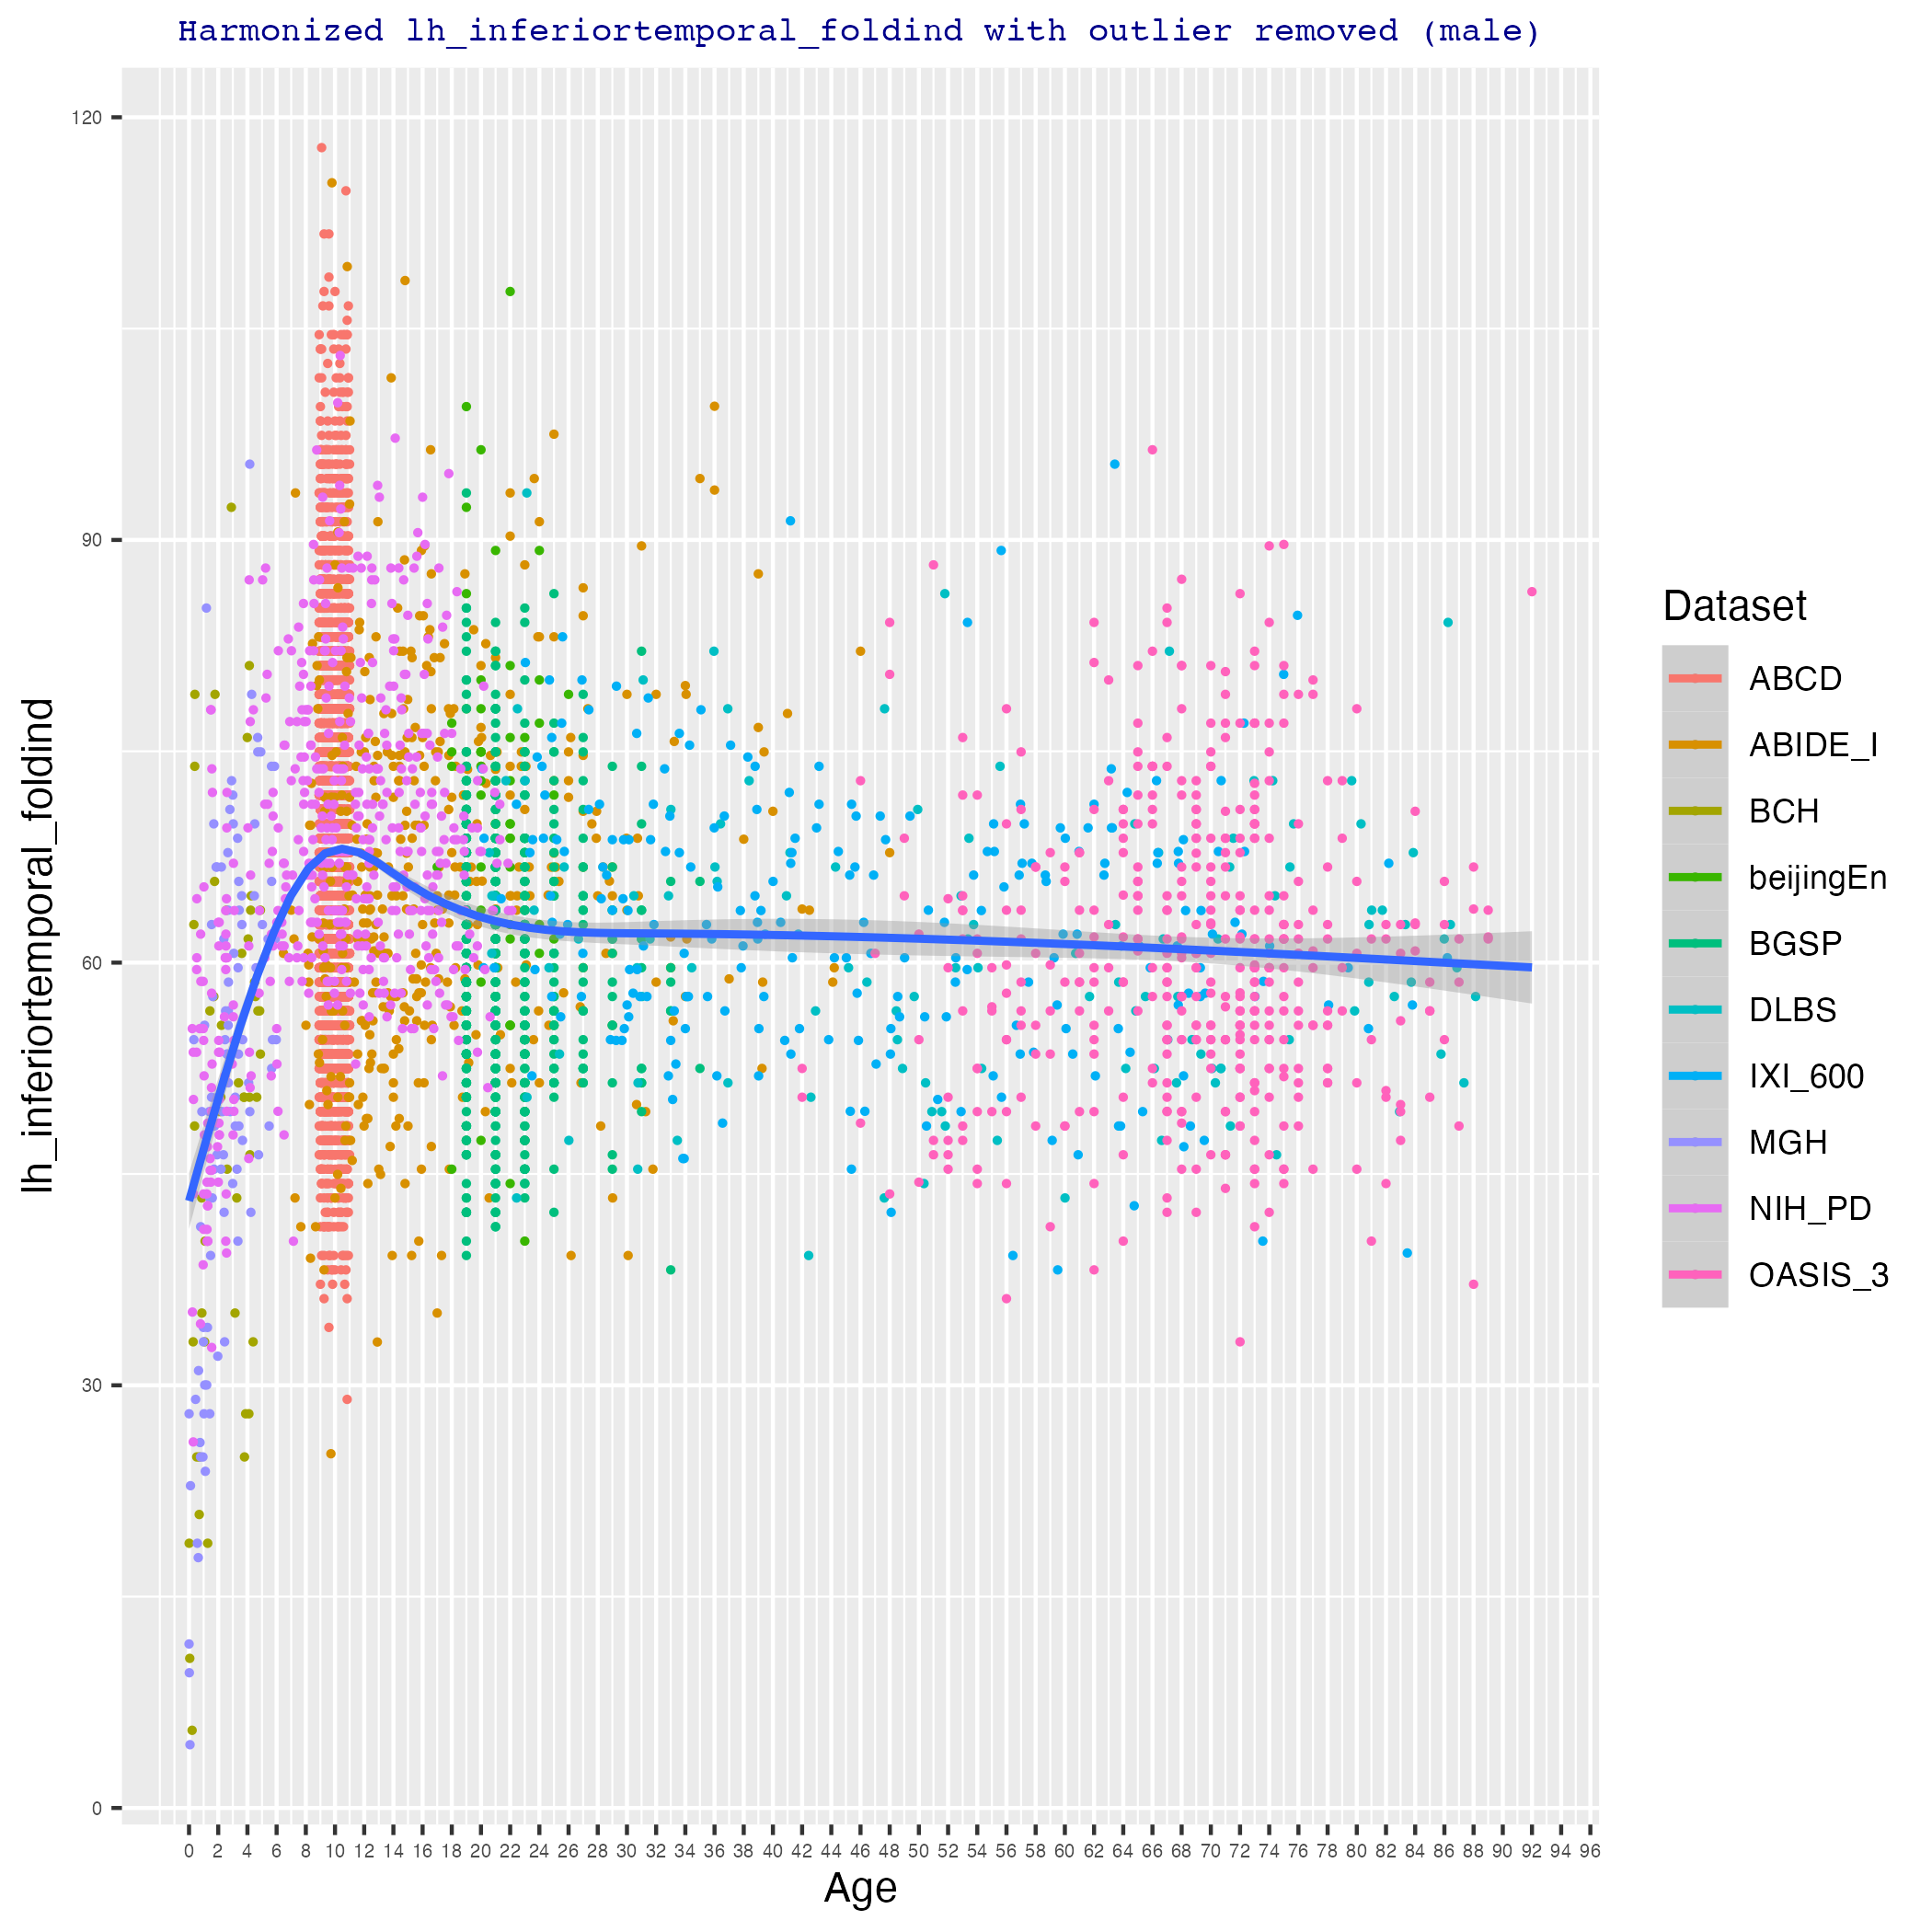 Harmonized lh_inferiortemporal_foldind with outlier removed (male)
lh_inferiortemporal_foldind
120
90
60
30
0
0 2 4 6 8 10 12 14 16 18 20 22 24 26 28 30 32 34 36 38 40 42 44 46 48 50 52 54 56 58 60 62 64 66 68 70 72 74 76 78 80 82 84 86 88 90 92 94 96
Age
Dataset
ABCD
ABIDE_I
BCH
beijingEn
BGSP
DLBS
IXI_600
MGH
NIH_PD
OASIS_3